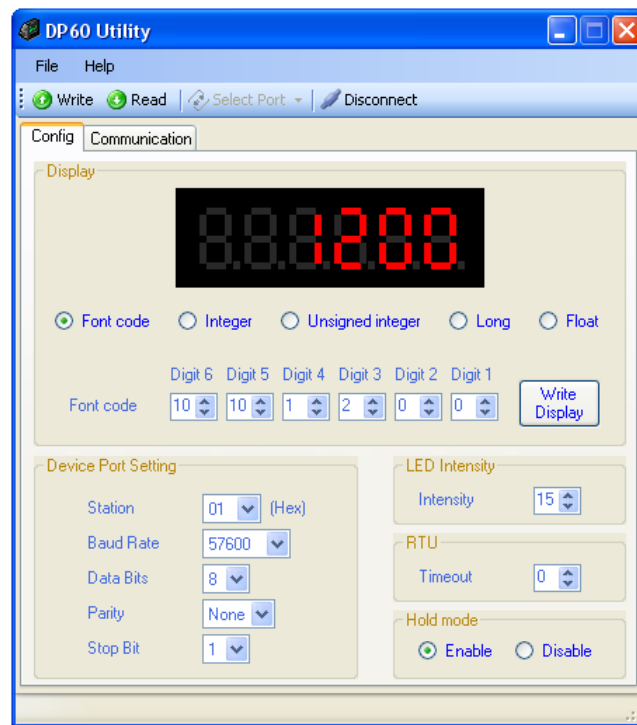 DP60 Utility
File Help
Write Read Select Port Disconnect
Config Communication
Display
1200
Font code Integer Unsigned integer Long Float
Digit 6 Digit 5 Digit 4 Digit 3 Digit 2 Digit 1
Font code 10 10 1 2 0 0 Write Display
Device Port Setting
Station 01 (Hex)
Baud Rate 57600
Data Bits 8
Parity None
Stop Bit 1
LED Intensity
Intensity 15
RTU
Timeout 0
Hold mode
Enable Disable